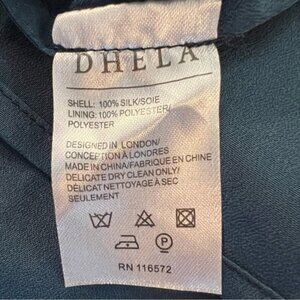 DHELA
SHELL: 100% SILK/SOIE
LINING: 100% POLYESTER/
POLYESTER
DESIGNED IN LONDON/
CONCEPTION À LONDRES
MADE IN CHINA/FABRIQUE EN CHINE
DELICATE DRY CLEAN ONLY/
DÉLICAT NETTOYAGE À SEC
SEULEMENT
P
RN 116572